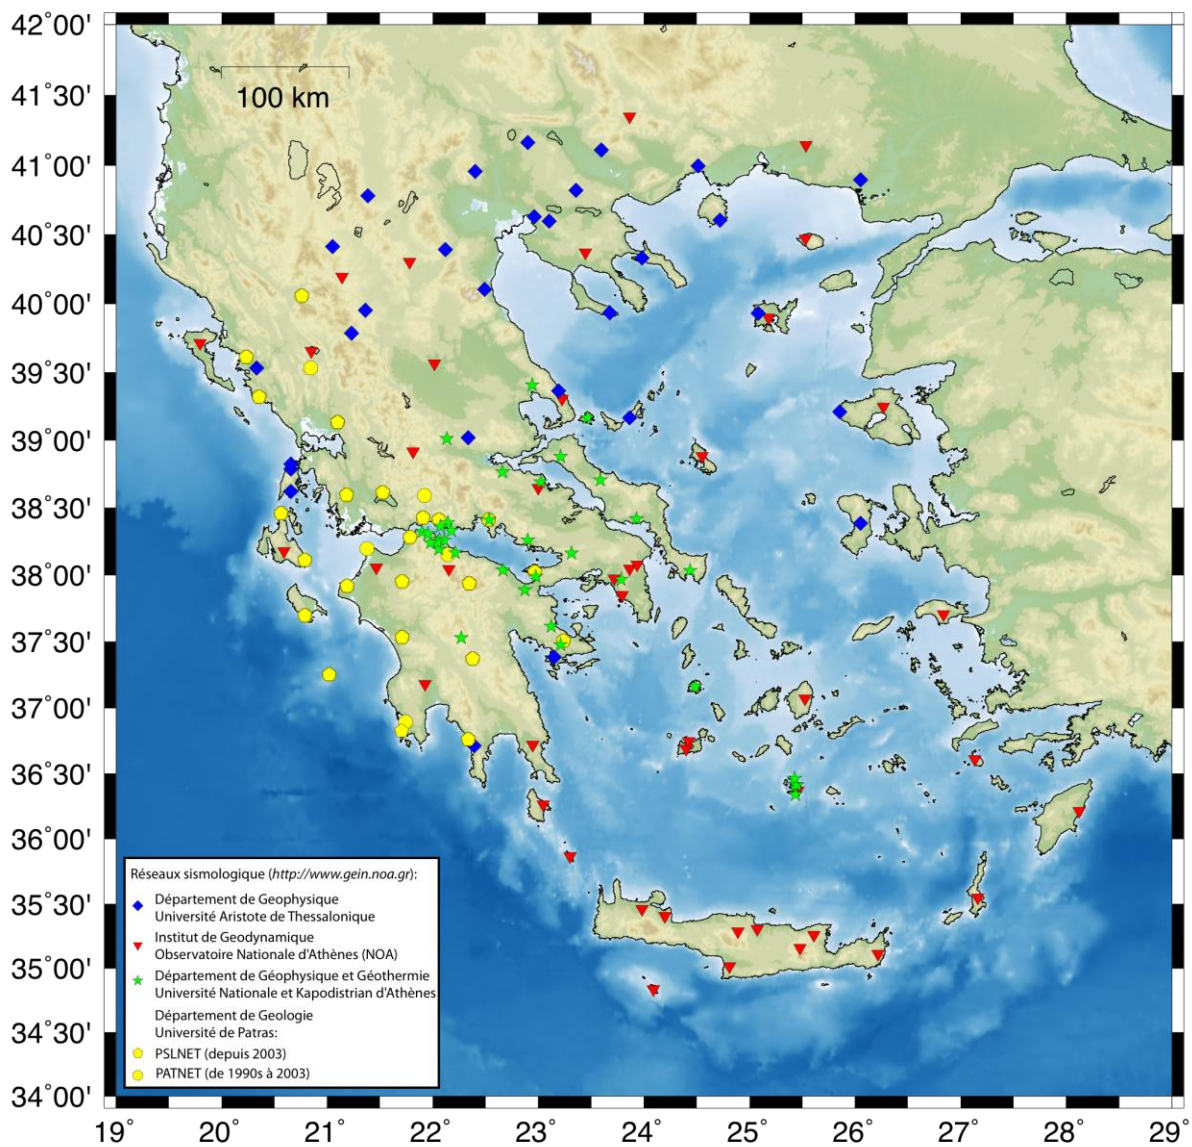 42°00'
41°30'
100 km
41°00'
40°30'
40°00'
39°30'
39°00'
38°30'
38°00'
37°30'
37°00'
36°30'
36°00'
35°30'
35°00'
34°30'
34°00'
Réseaux sismologique (http://www.gein.noa.gr):
Département de Geophysique
Université Aristote de Thessalonique
Institut de Geodynamique
Observatoire Nationale d'Athènes (NOA)
Département de Géophysique et Géothermie
Université Nationale et Kapodistrian d'Athènes
Département de Geologie
Université de Patras:
PSLNET (depuis 2003)
PATNET (de 1990s à 2003)
19° 20° 21° 22° 23° 24° 25° 26° 27° 28° 29°